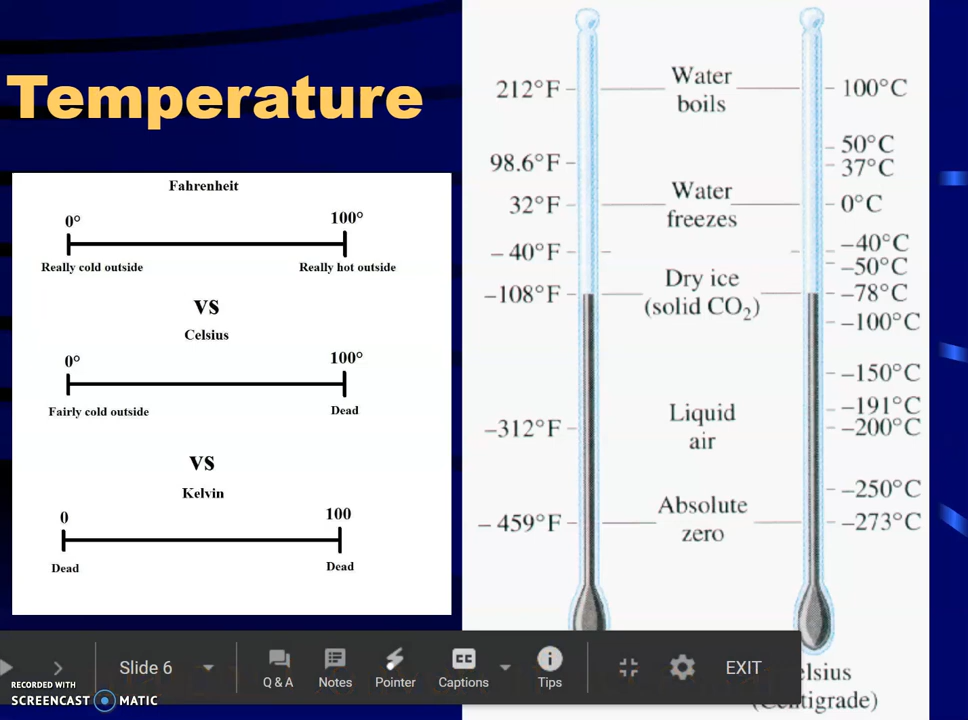 Temperature
Fahrenheit
0° 100°
Really cold outside Really hot outside
vs
Celsius
0° 100°
Fairly cold outside Dead
vs
Kelvin
0 100
Dead Dead
212°F Water boils 100°C
50°C
98.6°F 37°C
32°F Water freezes 0°C
– 40°F –40°C
–50°C
–108°F Dry ice (solid CO2) –78°C
–100°C
–150°C
–191°C
–312°F Liquid air –200°C
–250°C
– 459°F Absolute zero –273°C
Slide 6
Q & A Notes Pointer CC Captions Tips EXIT
RECORDED WITH
SCREENCAST MATIC